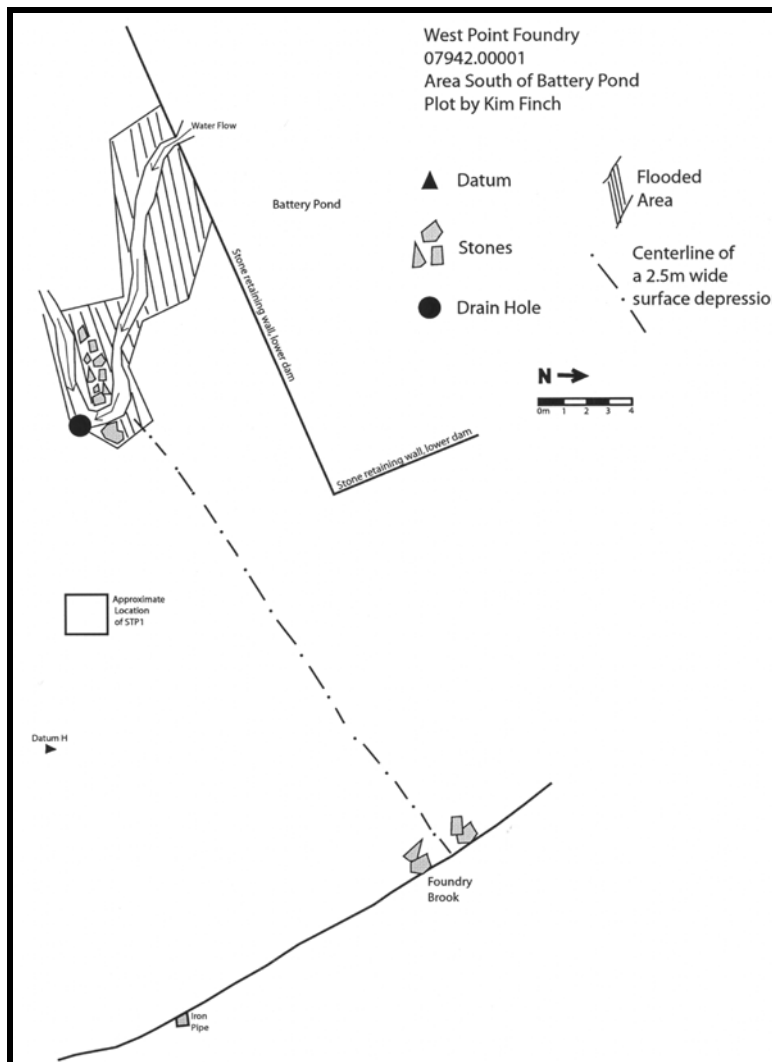 West Point Foundry
07942.00001
Area South of Battery Pond
Plot by Kim Finch
Water Flow
Battery Pond
Datum
Flooded
Area
Stones
Centerline of
a 2.5m wide
surface depressio
Drain Hole
Stone retaining wall, lower dam
N
0m 1 2 3 4
Stone retaining wall, lower dam
Approximate
Location
of STP1
Datum H
Foundry
Brook
Iron
Pipe